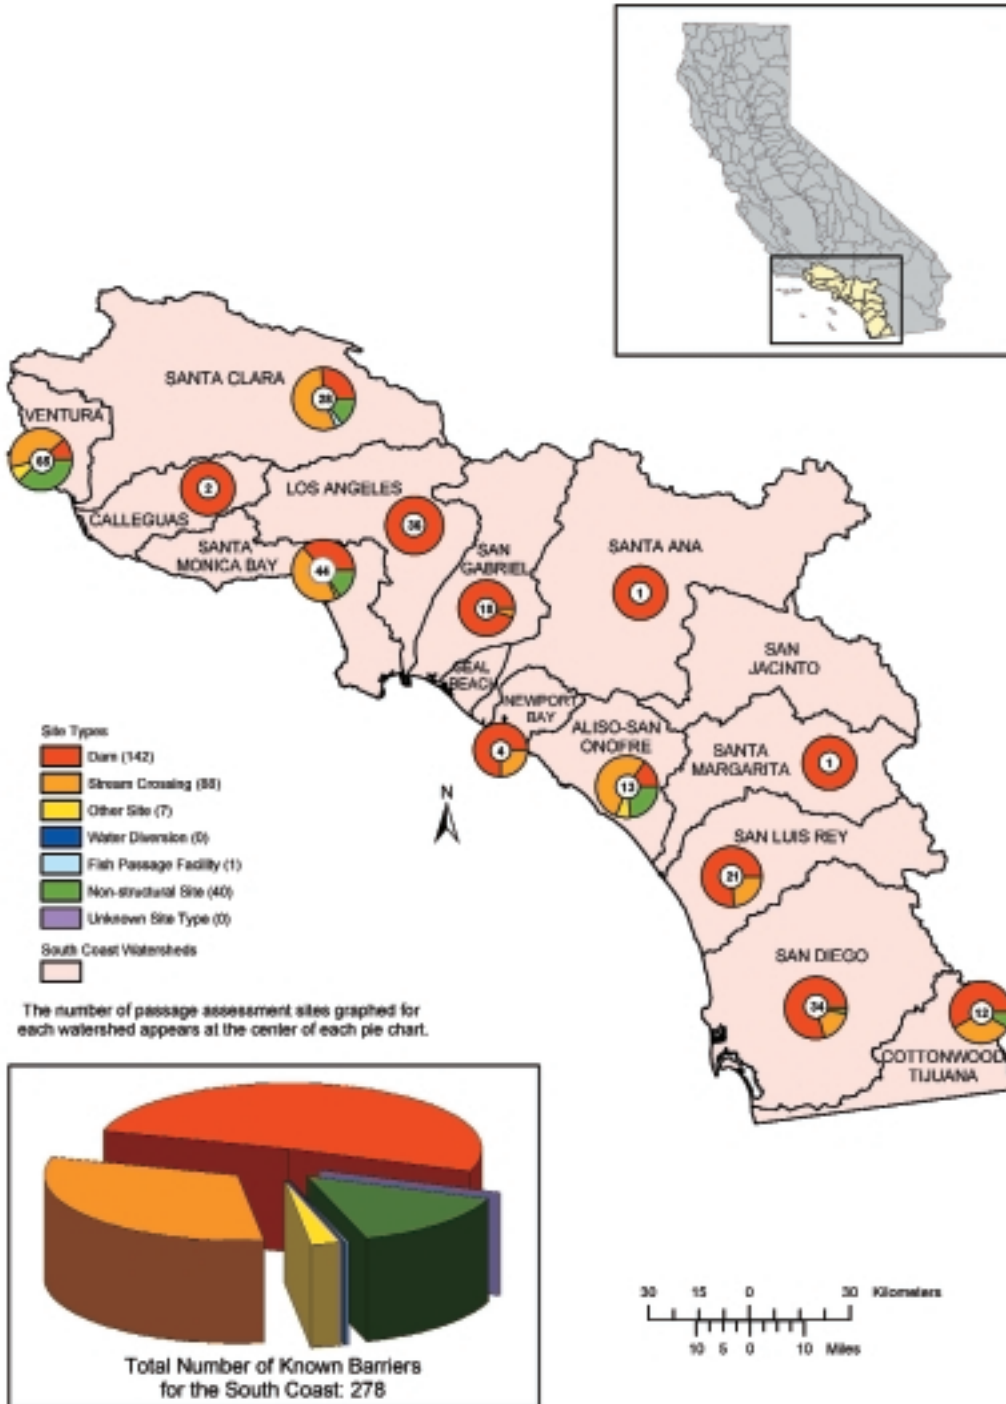 SANTA CLARA
28
VENTURA
65
2
CALLEGUAS
LOS ANGELES
36
SANTA
MONICA BAY
44
SAN
GABRIEL
18
SANTA ANA
1
SEAL
BEACH
NEWPORT
BAY
4
SAN
JACINTO
ALISO-SAN
ONOFRE
13
SANTA
MARGARITA
1
SAN LUIS REY
21
SAN DIEGO
34
12
COTTONWOOD
TIJUANA
N
Site Types
Dam (142)
Stream Crossing (88)
Other Site (7)
Water Diversion (0)
Fish Passage Facility (1)
Non-structural Site (40)
Unknown Site Type (0)
South Coast Watersheds
The number of passage assessment sites graphed for
each watershed appears at the center of each pie chart.
Total Number of Known Barriers
for the South Coast: 278
30 15 0 30 Kilometers
10 5 0 10 Miles